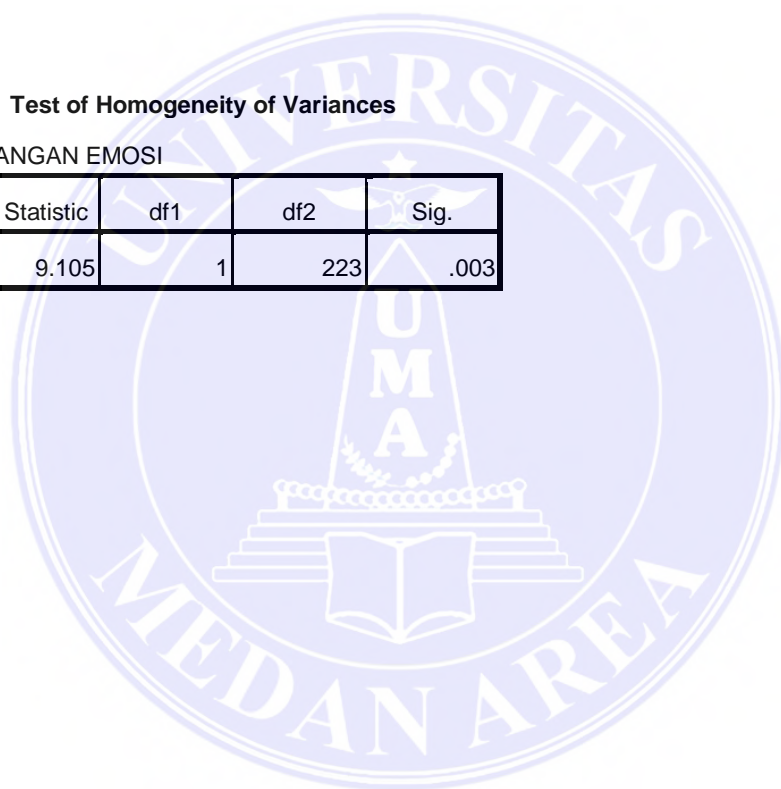 Test of Homogeneity of Variances
ANGAN EMOSI
Statistic df1 df2 Sig.
9.105 1 223 .003
UNIVERSITAS
UMA
MEDAN AREA